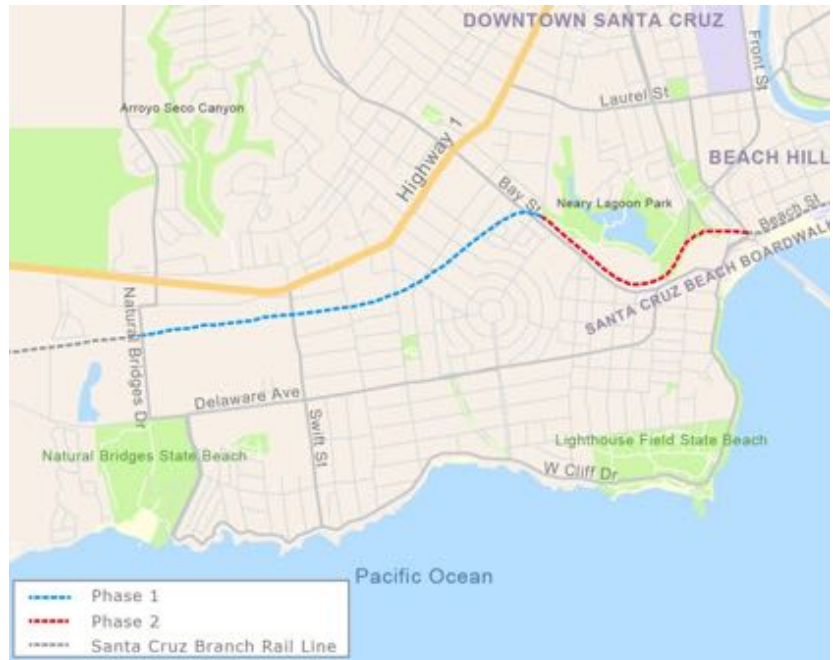 DOWNTOWN SANTA CRUZ
Front St
Laurel St
Arroyo Seco Canyon
Highway 1
BEACH HILL
Bay St
Neary Lagoon Park
Beach St
SANTA CRUZ BEACH BOARDWALK
Natural Bridges Dr
Delaware Ave
Swift St
Natural Bridges State Beach
Lighthouse Field State Beach
W Cliff Dr
Pacific Ocean
Phase 1
Phase 2
Santa Cruz Branch Rail Line